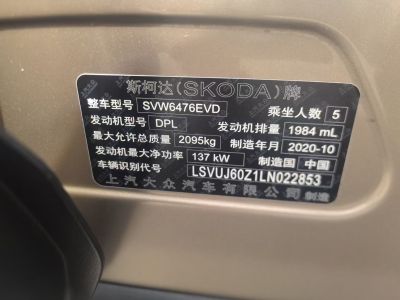 斯柯达(SKODA)牌
整车型号 SVW6476EVD 乘坐人数 5
发动机型号 DPL 发动机排量 1984 mL
最大允许总质量 2095kg 制造年月 2020-10
发动机最大净功率 137 kW 制造国 中国
车辆识别代号 LSVUJ60Z1LN022853
上汽大众汽车有限公司 制造